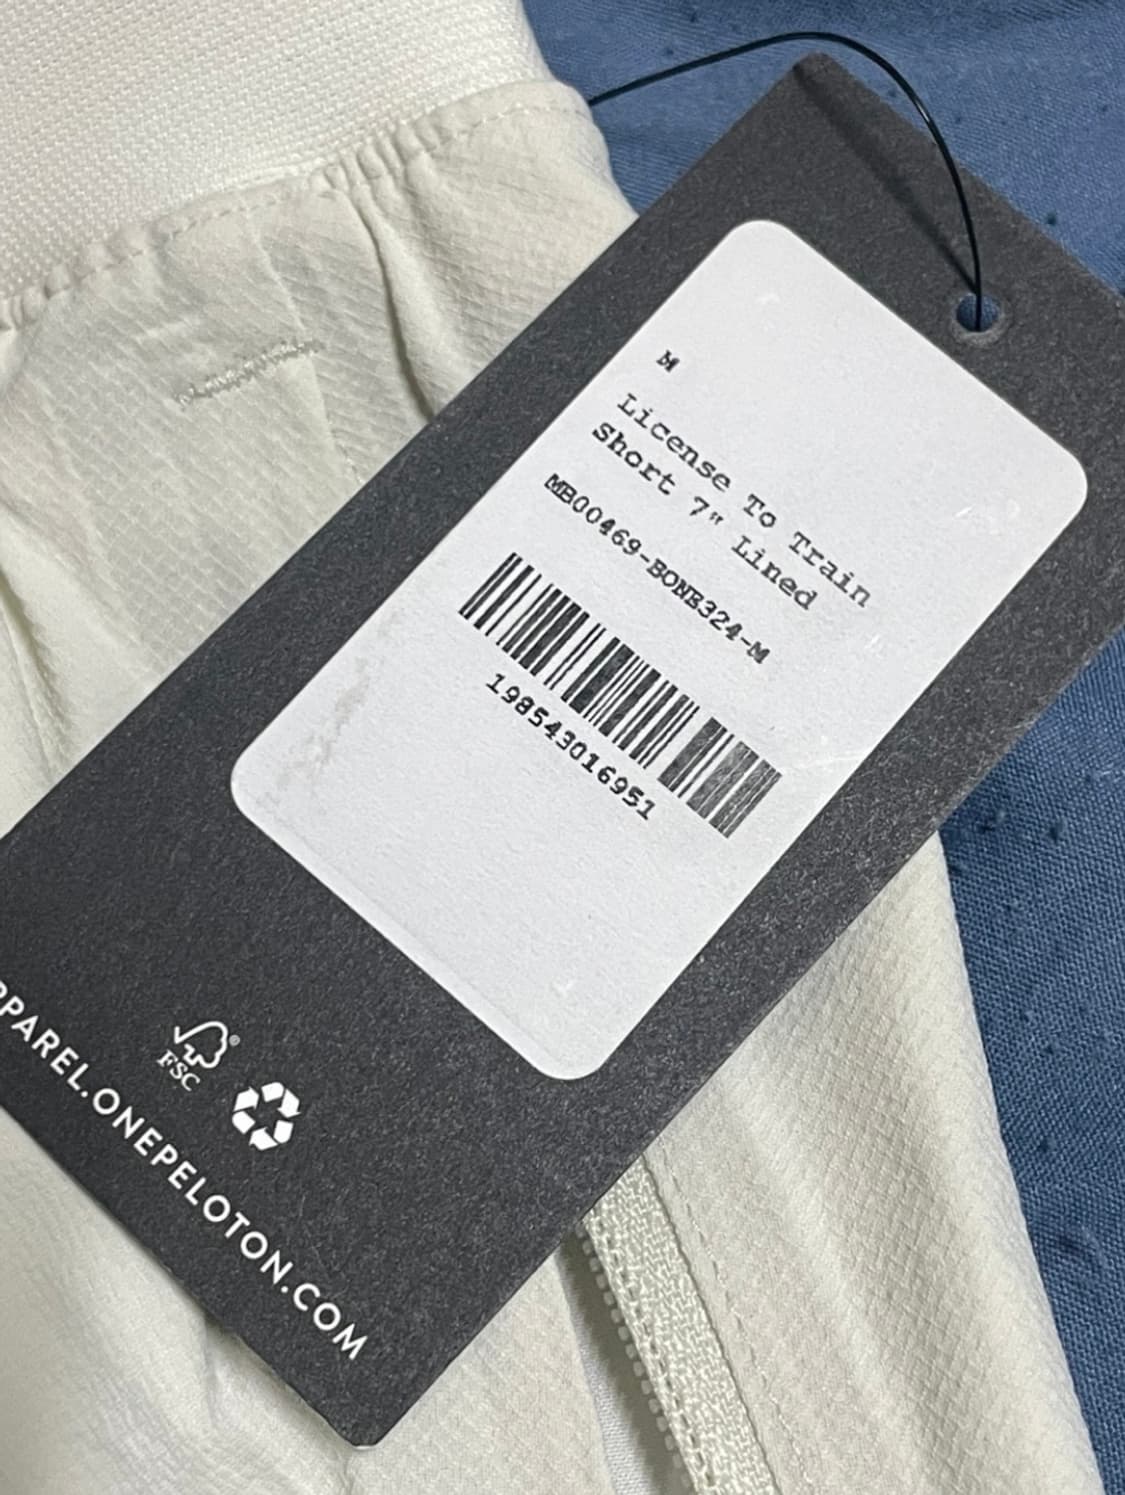 M
License To Train
Short 7" Lined
MB00469-BONE324-M
198543016951
FSC®
PPAREL.ONEPELOTON.COM